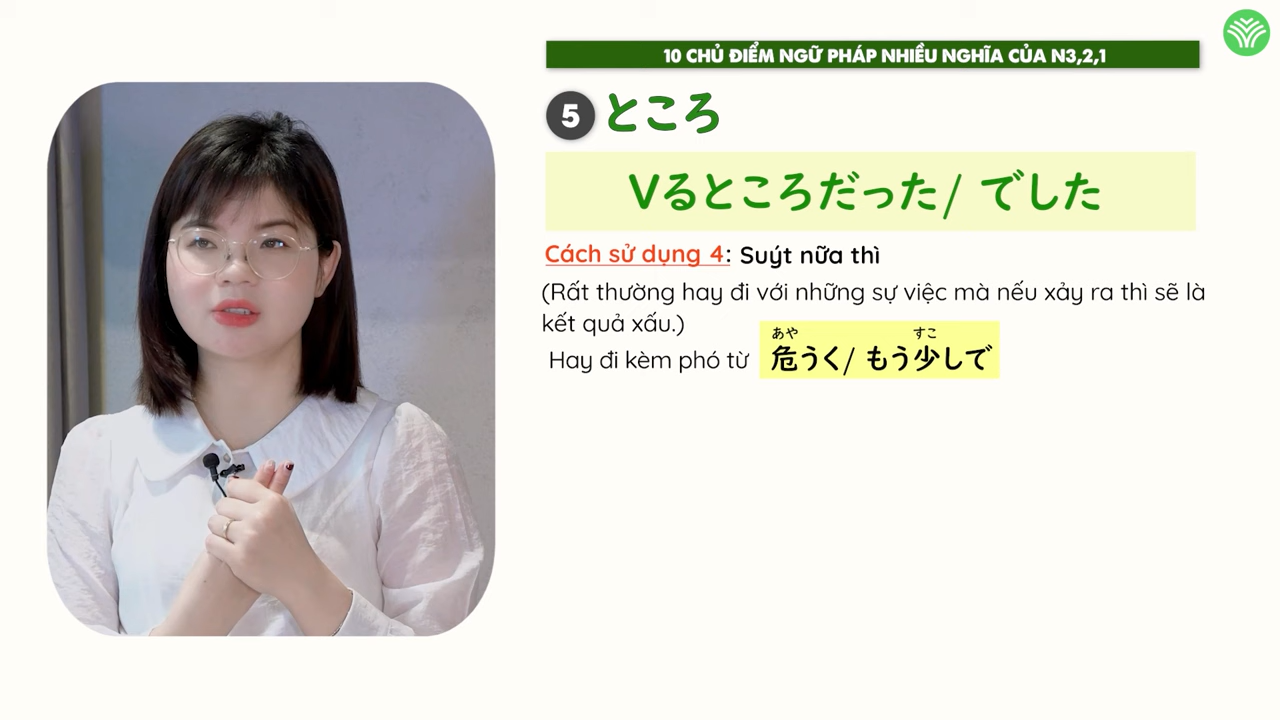 10 CHỦ ĐIỂM NGỮ PHÁP NHIỀU NGHĨA CỦA N3,2,1
5 ところ
Vるところだった/ でした
Cách sử dụng 4: Suýt nữa thì
(Rất thường hay đi với những sự việc mà nếu xảy ra thì sẽ là
kết quả xấu.)
あや すこ
Hay đi kèm phó từ 危うく/ もう少しで